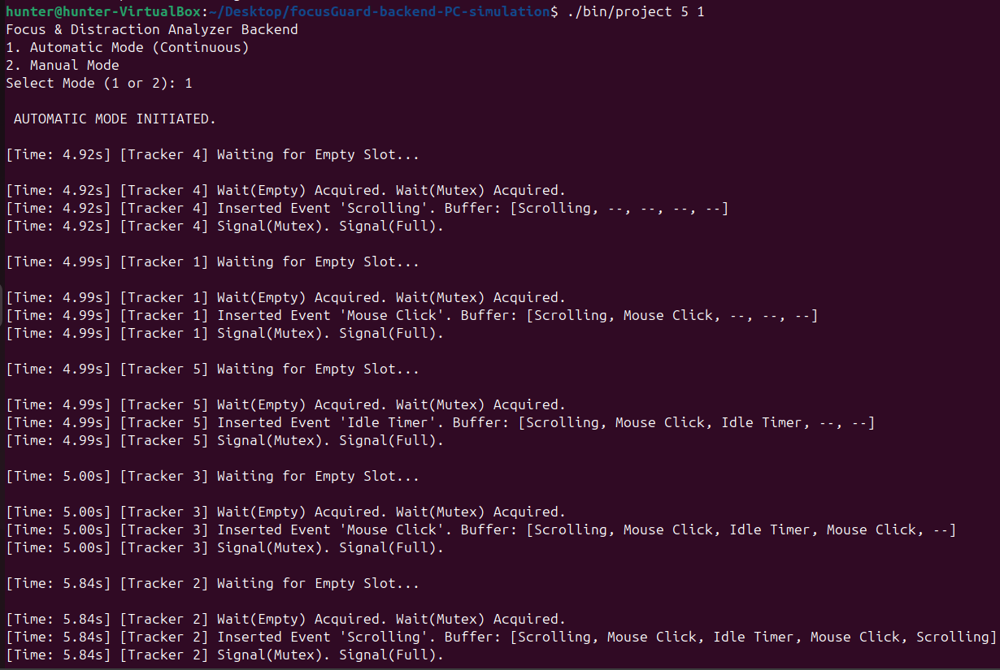 hunter@hunter-VirtualBox:~/Desktop/focusGuard-backend-PC-simulation$ ./bin/project 5 1
Focus & Distraction Analyzer Backend
1. Automatic Mode (Continuous)
2. Manual Mode
Select Mode (1 or 2): 1
AUTOMATIC MODE INITIATED.
[Time: 4.92s] [Tracker 4] Waiting for Empty Slot...
[Time: 4.92s] [Tracker 4] Wait(Empty) Acquired. Wait(Mutex) Acquired.
[Time: 4.92s] [Tracker 4] Inserted Event 'Scrolling'. Buffer: [Scrolling, --, --, --, --]
[Time: 4.92s] [Tracker 4] Signal(Mutex). Signal(Full).
[Time: 4.99s] [Tracker 1] Waiting for Empty Slot...
[Time: 4.99s] [Tracker 1] Wait(Empty) Acquired. Wait(Mutex) Acquired.
[Time: 4.99s] [Tracker 1] Inserted Event 'Mouse Click'. Buffer: [Scrolling, Mouse Click, --, --, --]
[Time: 4.99s] [Tracker 1] Signal(Mutex). Signal(Full).
[Time: 4.99s] [Tracker 5] Waiting for Empty Slot...
[Time: 4.99s] [Tracker 5] Wait(Empty) Acquired. Wait(Mutex) Acquired.
[Time: 4.99s] [Tracker 5] Inserted Event 'Idle Timer'. Buffer: [Scrolling, Mouse Click, Idle Timer, --, --]
[Time: 4.99s] [Tracker 5] Signal(Mutex). Signal(Full).
[Time: 5.00s] [Tracker 3] Waiting for Empty Slot...
[Time: 5.00s] [Tracker 3] Wait(Empty) Acquired. Wait(Mutex) Acquired.
[Time: 5.00s] [Tracker 3] Inserted Event 'Mouse Click'. Buffer: [Scrolling, Mouse Click, Idle Timer, Mouse Click, --]
[Time: 5.00s] [Tracker 3] Signal(Mutex). Signal(Full).
[Time: 5.84s] [Tracker 2] Waiting for Empty Slot...
[Time: 5.84s] [Tracker 2] Wait(Empty) Acquired. Wait(Mutex) Acquired.
[Time: 5.84s] [Tracker 2] Inserted Event 'Scrolling'. Buffer: [Scrolling, Mouse Click, Idle Timer, Mouse Click, Scrolling]
[Time: 5.84s] [Tracker 2] Signal(Mutex). Signal(Full).